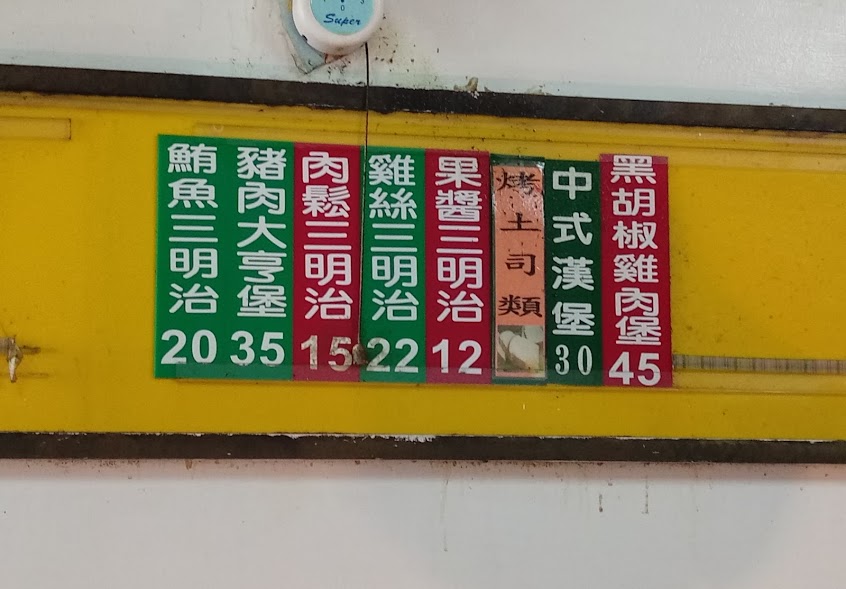 Super
鮪魚三明治 20
豬肉大亨堡 35
肉鬆三明治 15
雞絲三明治 22
果醬三明治 12
烤土司類
中式漢堡 30
黑胡椒雞肉堡 45